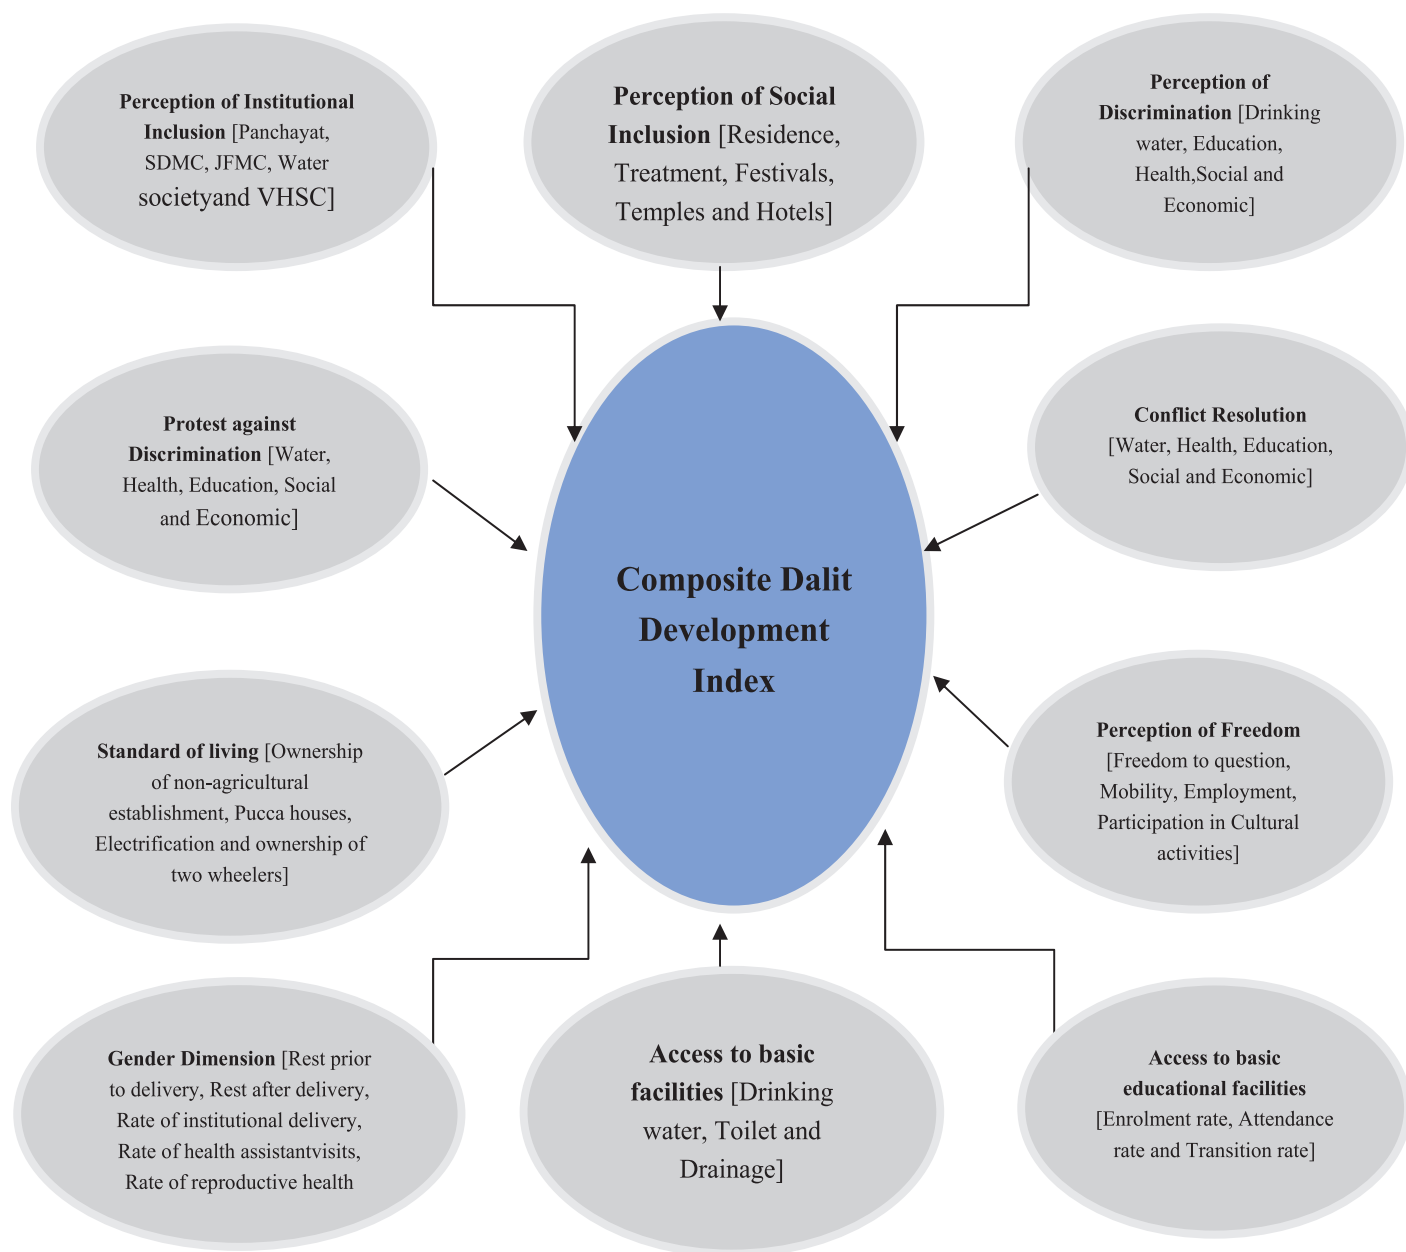 Perception of Institutional
Inclusion [Panchayat,
SDMC, JFMC, Water
societyand VHSC]
Perception of Social
Inclusion [Residence,
Treatment, Festivals,
Temples and Hotels]
Perception of
Discrimination [Drinking
water, Education,
Health,Social and
Economic]
Protest against
Discrimination [Water,
Health, Education, Social
and Economic]
Conflict Resolution
[Water, Health, Education,
Social and Economic]
Composite Dalit
Development
Index
Standard of living [Ownership
of non-agricultural
establishment, Pucca houses,
Electrification and ownership of
two wheelers]
Perception of Freedom
[Freedom to question,
Mobility, Employment,
Participation in Cultural
activities]
Gender Dimension [Rest prior
to delivery, Rest after delivery,
Rate of institutional delivery,
Rate of health assistantvisits,
Rate of reproductive health
Access to basic
facilities [Drinking
water, Toilet and
Drainage]
Access to basic
educational facilities
[Enrolment rate, Attendance
rate and Transition rate]